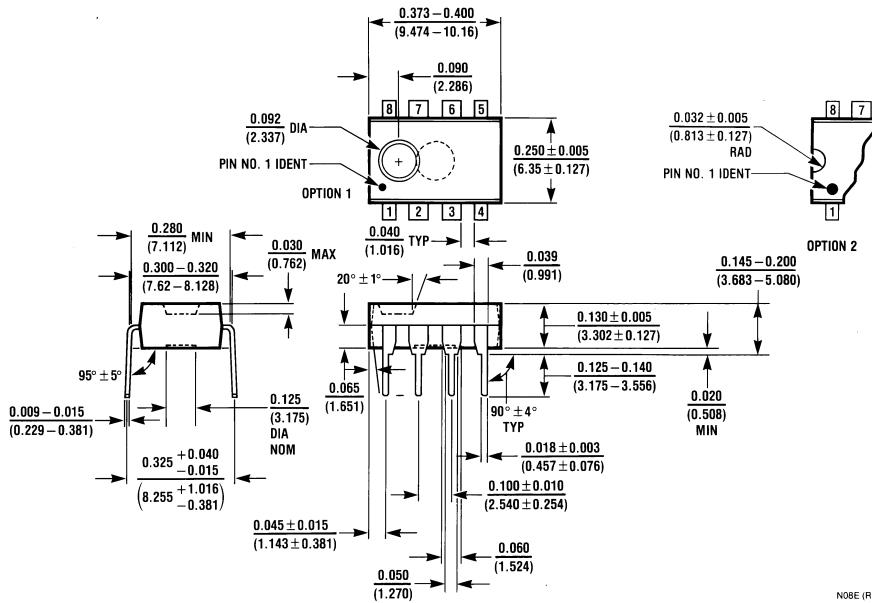 0.373 – 0.400
(9.474 – 10.16)
0.090
(2.286)
8 7 6 5
0.092
(2.337) DIA
PIN NO. 1 IDENT
OPTION 1
0.250 ± 0.005
(6.35 ± 0.127)
1 2 3 4
0.032 ± 0.005
(0.813 ± 0.127)
RAD
PIN NO. 1 IDENT
8 7
1
OPTION 2
0.280
(7.112) MIN
0.300 – 0.320
(7.62 – 8.128)
0.030
(0.762) MAX
0.040
(1.016) TYP
20° ± 1°
0.039
(0.991)
0.145 – 0.200
(3.683 – 5.080)
0.130 ± 0.005
(3.302 ± 0.127)
0.125 – 0.140
(3.175 – 3.556)
0.020
(0.508)
MIN
95° ± 5°
0.009 – 0.015
(0.229 – 0.381)
0.125
(3.175)
DIA
NOM
0.065
(1.651)
90° ± 4°
TYP
0.325 +0.040
−0.015
(8.255 +1.016
−0.381)
0.018 ± 0.003
(0.457 ± 0.076)
0.100 ± 0.010
(2.540 ± 0.254)
0.045 ± 0.015
(1.143 ± 0.381)
0.060
(1.524)
0.050
(1.270)
N08E (R